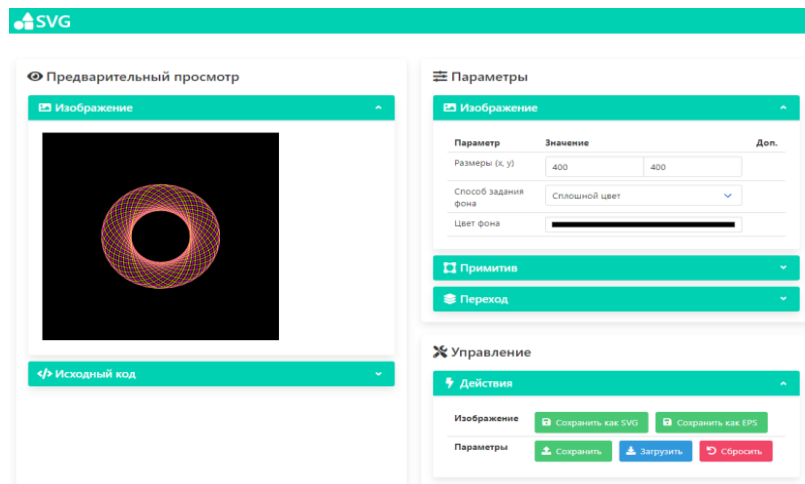 SVG
Предварительный просмотр
Изображение
Исходный код
Параметры
Изображение
Параметр Значение Доп.
Размеры (x, y) 400 400
Способ задания
фона
Сплошной цвет
Цвет фона
Примитив
Переход
Управление
Действия
Изображение Сохранить как SVG Сохранить как EPS
Параметры Сохранить Загрузить Сбросить